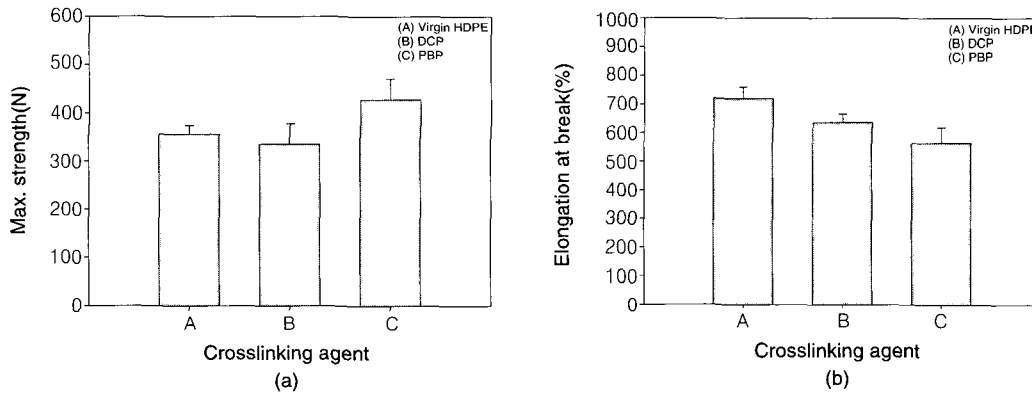 600
500
400
300
200
100
0
Max. strength(N)
(A) Virgin HDPE
(B) DCP
(C) PBP
A B C
Crosslinking agent
(a)
1000
900
800
700
600
500
400
300
200
100
0
Elongation at break(%)
(A) Virgin HDPE
(B) DCP
(C) PBP
A B C
Crosslinking agent
(b)